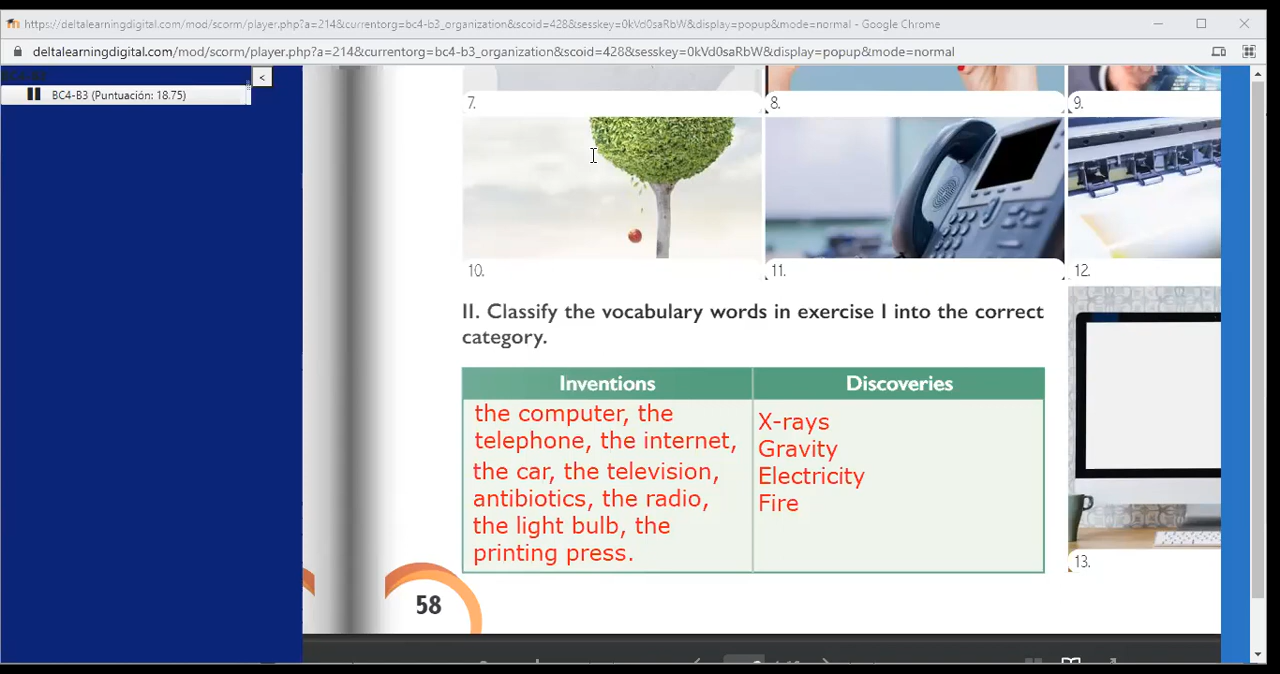 https://deltalearningdigital.com/mod/scorm/player.php?a=214&currentorg=bc4-b3_organization&scoid=428&sesskey=0kVd0saRbW&display=popup&mode=normal - Google Chrome
deltalearningdigital.com/mod/scorm/player.php?a=214&currentorg=bc4-b3_organization&scoid=428&sesskey=0kVd0saRbW&display=popup&mode=normal
BC4-B3
<
BC4-B3 (Puntuación: 18.75)
7.
8.
9.
10.
11.
12.
II. Classify the vocabulary words in exercise I into the correct
category.
Inventions
the computer, the
telephone, the internet,
the car, the television,
antibiotics, the radio,
the light bulb, the
printing press.
Discoveries
X-rays
Gravity
Electricity
Fire
13.
58